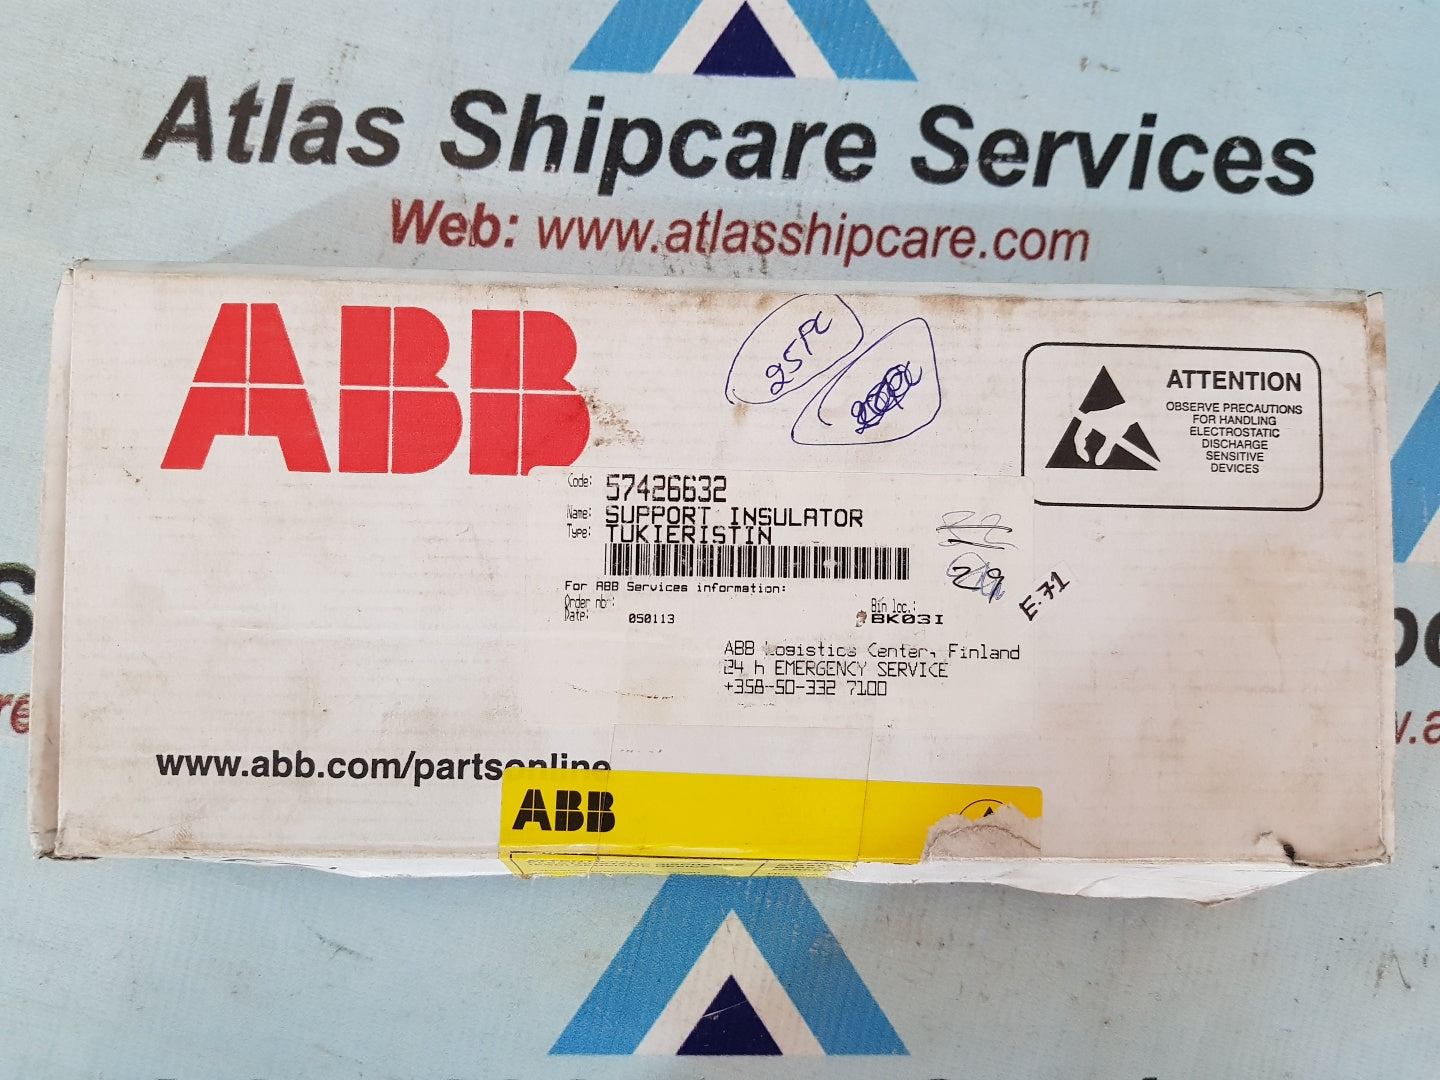 Atlas Shipcare Services
Web: www.atlasshipcare.com
ABB
25PC
ATTENTION
OBSERVE PRECAUTIONS
FOR HANDLING
ELECTROSTATIC
DISCHARGE
SENSITIVE
DEVICES
Code: 57426632
Name: SUPPORT INSULATOR
Type: TUKIERISTIN
29
E.71
For ABB Services information:
Order nb :
Bin loc.:
Date: 050113
BK03I
ABB Logistics Center, Finland
24 h EMERGENCY SERVICE
+358-50-332 7100
www.abb.com/partsonline
ABB